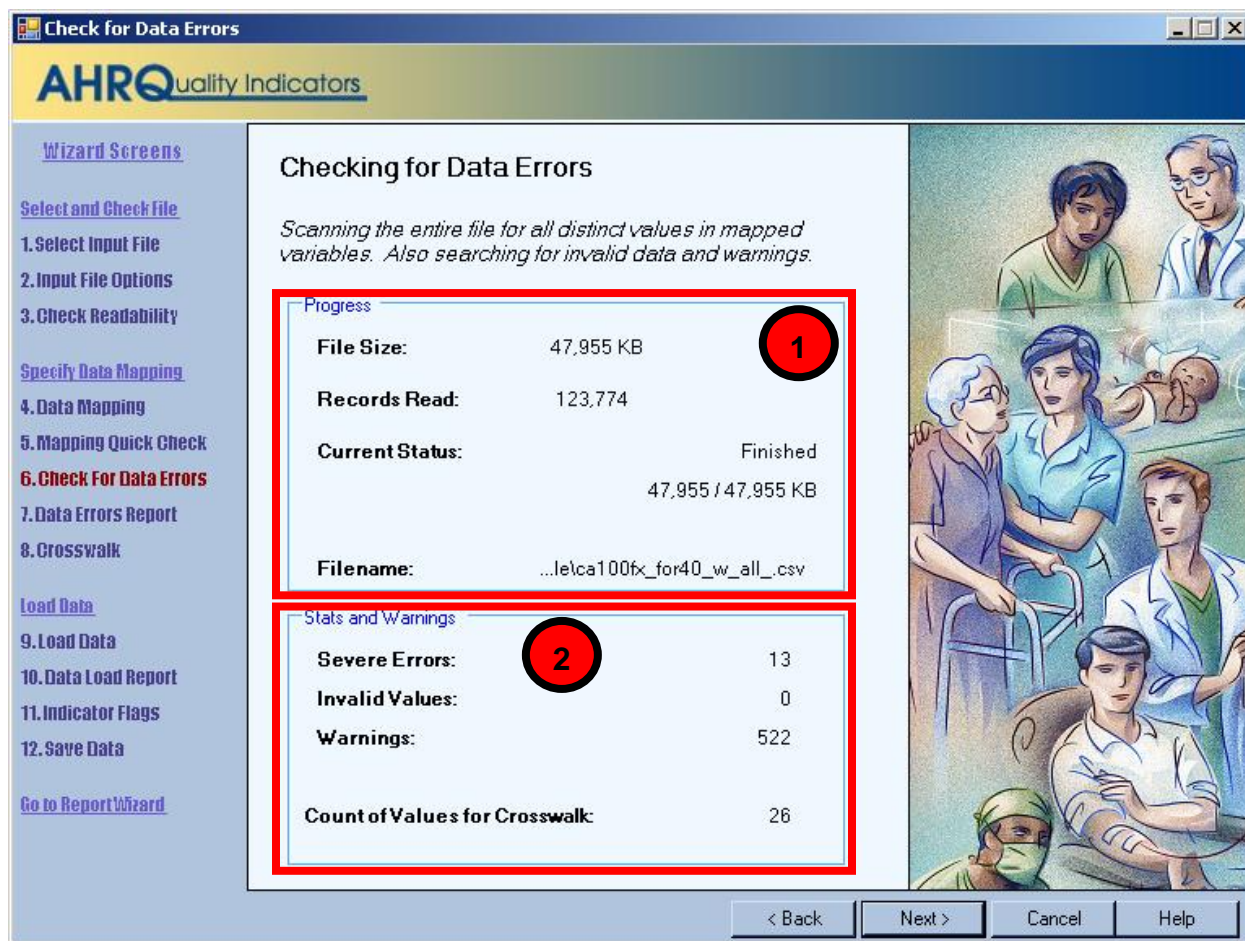 Check for Data Errors
AHRQuality Indicators
Wizard Screens
Select and Check File
1. Select Input File
2. Input File Options
3. Check Readability
Specify Data Mapping
4. Data Mapping
5. Mapping Quick Check
6. Check For Data Errors
7. Data Errors Report
8. Crosswalk
Load Data
9. Load Data
10. Data Load Report
11. Indicator Flags
12. Save Data
Go to Report Wizard
Checking for Data Errors
Scanning the entire file for all distinct values in mapped
variables. Also searching for invalid data and warnings.
Progress
1
File Size: 47,955 KB
Records Read: 123,774
Current Status: Finished
47,955 / 47,955 KB
Filename: ...le\ca100fx_for40_w_all_.csv
Stats and Warnings
2
Severe Errors: 13
Invalid Values: 0
Warnings: 522
Count of Values for Crosswalk: 26
< Back
Next >
Cancel
Help